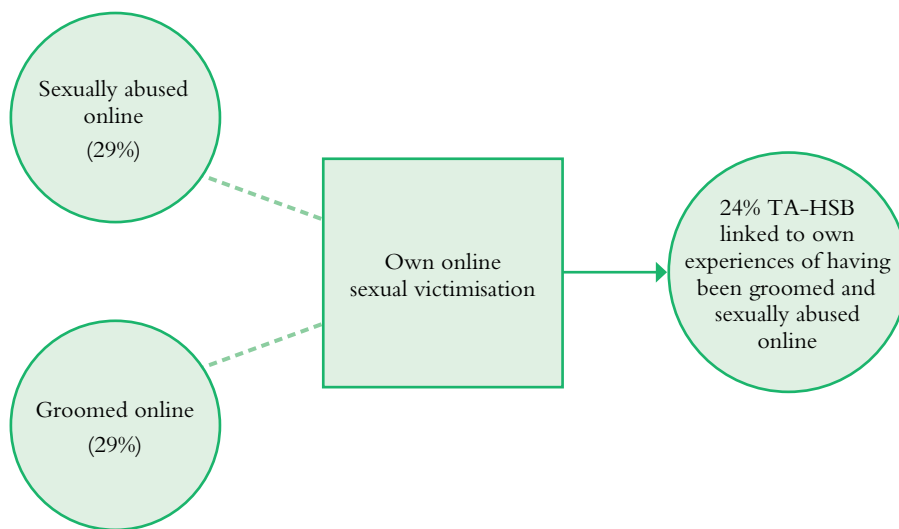 Sexually abused
online
(29%)
Groomed online
(29%)
Own online
sexual victimisation
24% TA-HSB
linked to own
experiences of having
been groomed and
sexually abused
online